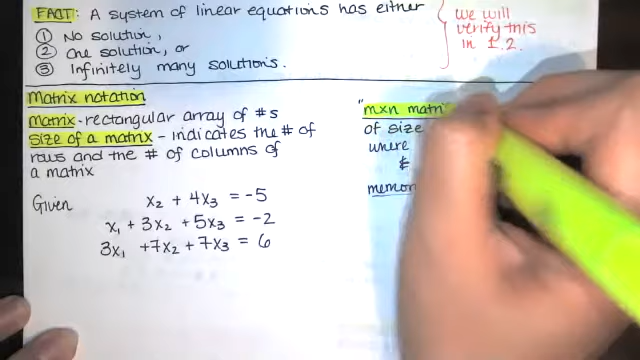 FACT: A system of linear equations has either
① No solution,
② One solution, or
③ Infinitely many solutions.
we will
verify this
in 1.2.
Matrix notation
Matrix - rectangular array of #s
Size of a matrix - indicates the # of
rows and the # of columns of
a matrix
Given
x₂ + 4x₃ = -5
x₁ + 3x₂ + 5x₃ = -2
3x₁ + 7x₂ + 7x₃ = 6
"m×n
of size
where
&